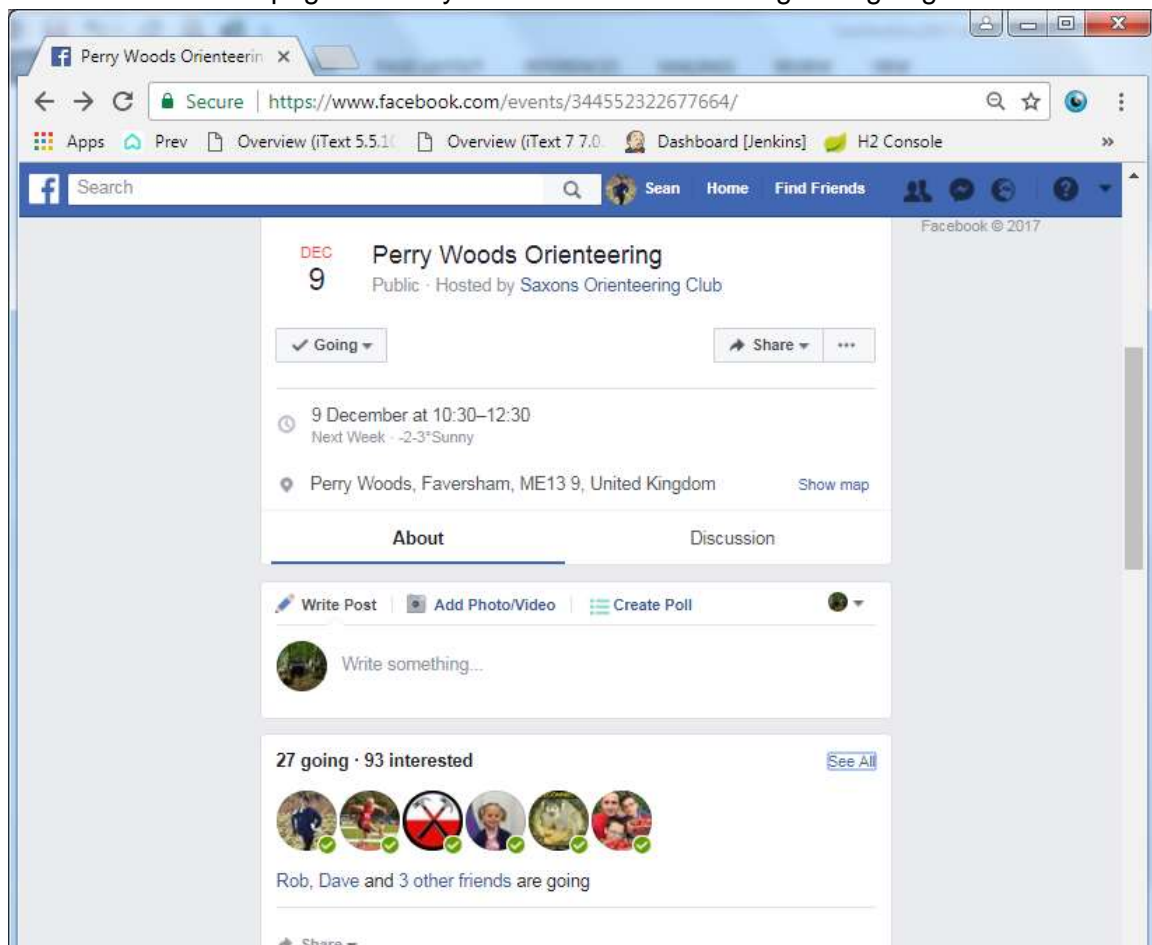 Perry Woods Orienteerin
Secure https://www.facebook.com/events/344552322677664/
Apps Prev Overview (iText 5.5.1( Overview (iText 7 7.0. Dashboard [Jenkins] H2 Console »
f Search Sean Home Find Friends
Facebook © 2017
DEC
9
Perry Woods Orienteering
Public · Hosted by Saxons Orienteering Club
Going Share ...
9 December at 10:30–12:30
Next Week · -2-3°Sunny
Perry Woods, Faversham, ME13 9, United Kingdom Show map
About Discussion
Write Post Add Photo/Video Create Poll
Write something...
27 going · 93 interested See All
Rob, Dave and 3 other friends are going
Share